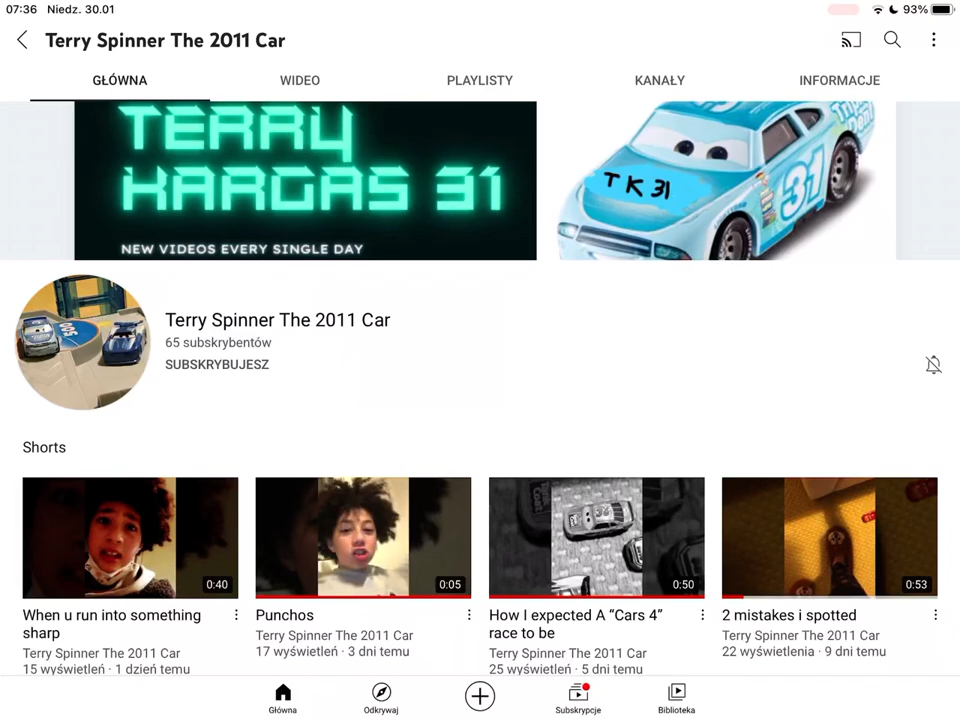 07:36 Niedz. 30.01 93%
Terry Spinner The 2011 Car
GŁÓWNA WIDEO PLAYLISTY KANAŁY INFORMACJE
TERRY
KARGAS 31
NEW VIDEOS EVERY SINGLE DAY
TK 31
31
Terry Spinner The 2011 Car
65 subskrybentów
SUBSKRYBUJESZ
Shorts
0:40 0:05 0:50 0:53
When u run into something
sharp
Terry Spinner The 2011 Car
15 wyświetleń · 1 dzień temu
Punchos
Terry Spinner The 2011 Car
17 wyświetleń · 3 dni temu
How I expected A “Cars 4”
race to be
Terry Spinner The 2011 Car
25 wyświetleń · 5 dni temu
2 mistakes i spotted
Terry Spinner The 2011 Car
22 wyświetlenia · 9 dni temu
Główna Odkrywaj Subskrypcje Biblioteka